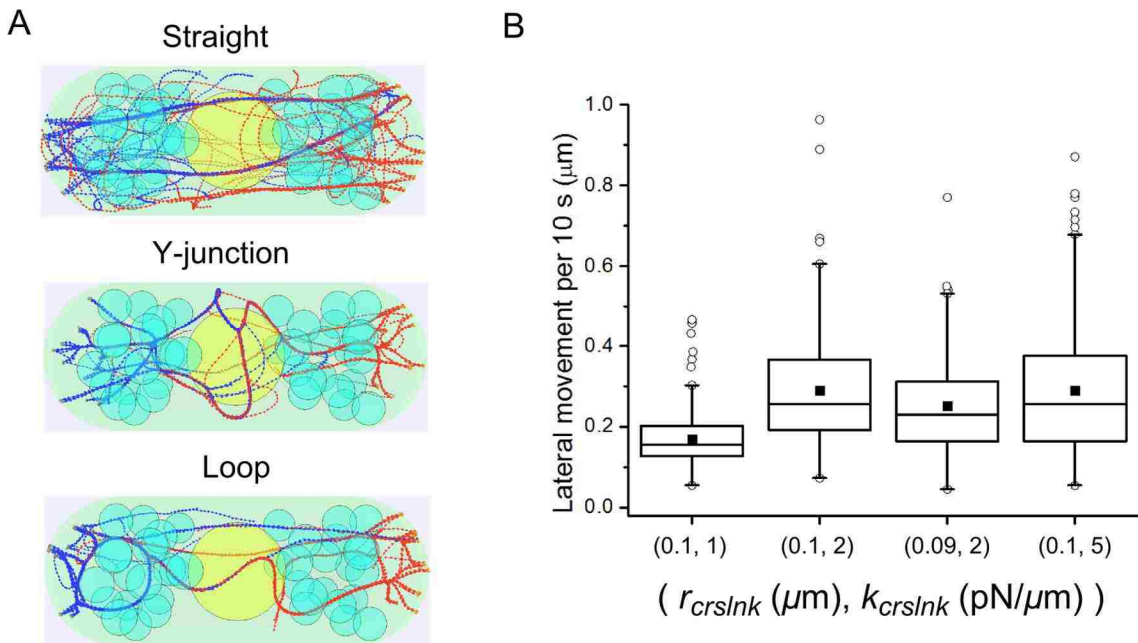 A
Straight
Y-junction
Loop
B
Lateral movement per 10 s (μm)
1.0
0.8
0.6
0.4
0.2
0.0
(0.1, 1) (0.1, 2) (0.09, 2) (0.1, 5)
( r_crslnk (μm), k_crslnk (pN/μm) )